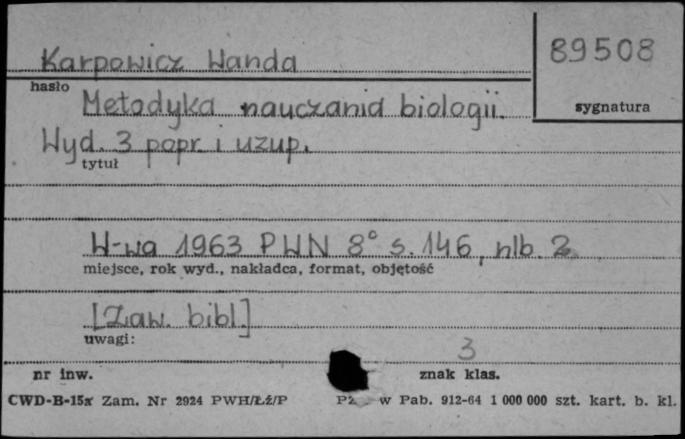 Karpowicz Wanda
89508
hasło
Metodyka nauczania biologii.
sygnatura
Wyd. 3 popr. i uzup.
tytuł
W-wa 1963 PWN 8° s. 146, nlb. 2
miejsce, rok wyd., nakładca, format, objętość
[Zaw. bibl.]
uwagi:
3
nr inw.
znak klas.
CWD-B-15x Zam. Nr 2924 PWH/Łź/P w Pab. 912-64 1 000 000 szt. kart. b. kl.